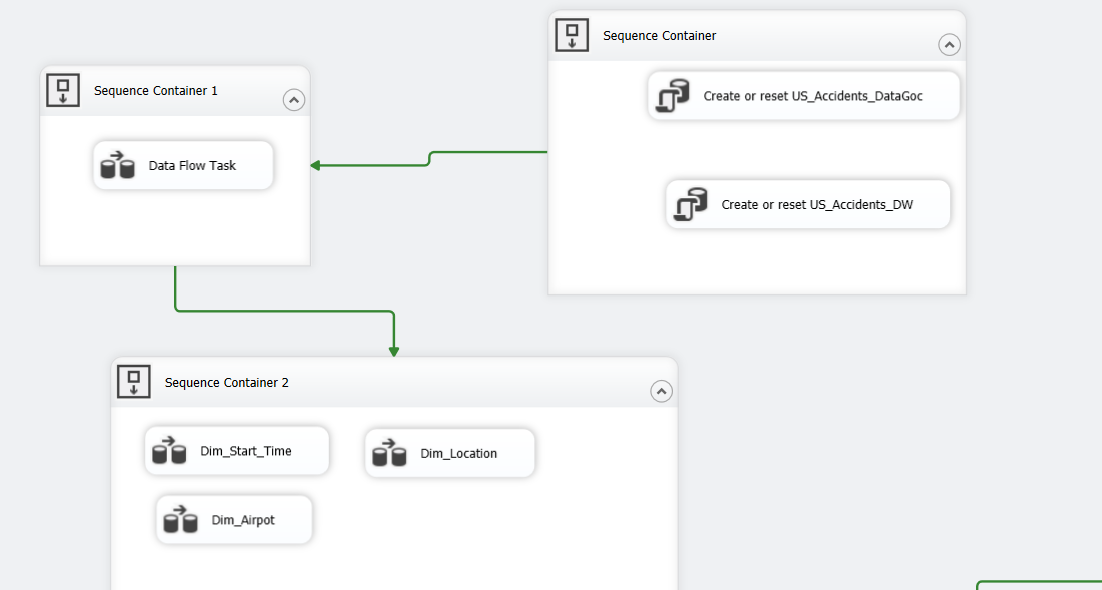 Sequence Container
Create or reset US_Accidents_DataGoc
Create or reset US_Accidents_DW
Sequence Container 1
Data Flow Task
Sequence Container 2
Dim_Start_Time
Dim_Location
Dim_Airpot